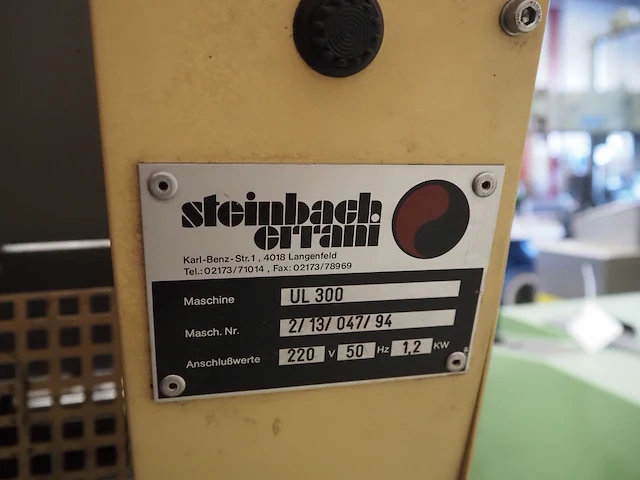 steinbach
errani
Karl-Benz-Str.1, 4018 Langenfeld
Tel.: 02173/71014, Fax: 02173/78969
Maschine UL 300
Masch. Nr. 2/13/047/94
Anschlußwerte 220 V 50 Hz 1,2 KW